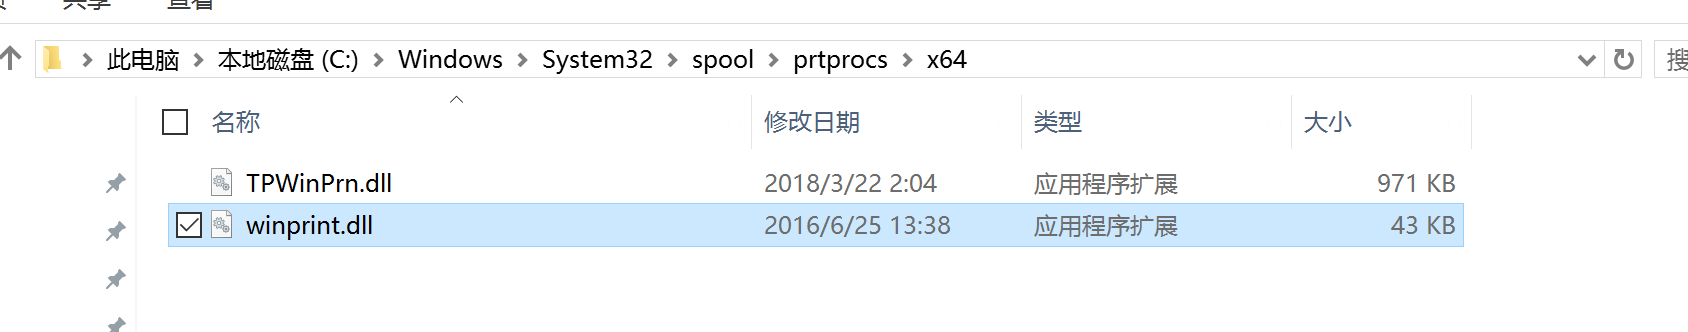 共享 查看
此电脑 本地磁盘 (C:) Windows System32 spool prtprocs x64 搜
名称 修改日期 类型 大小
TPWinPrn.dll 2018/3/22 2:04 应用程序扩展 971 KB
winprint.dll 2016/6/25 13:38 应用程序扩展 43 KB